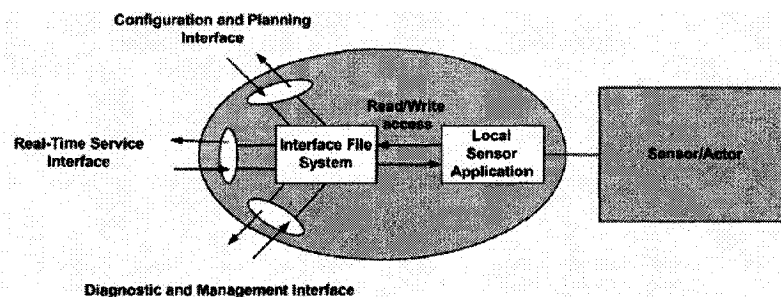 Configuration and Planning
Interface
Read/Write
access
Real-Time Service
Interface
Interface File
System
Local
Sensor
Application
Sensor/Actor
Diagnostic and Management Interface